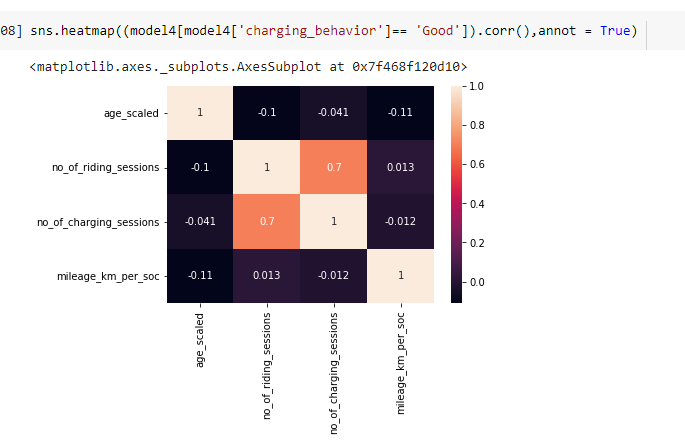 08] sns.heatmap((model4[model4['charging_behavior']== 'Good']).corr(),annot = True)
<matplotlib.axes._subplots.AxesSubplot at 0x7f468f120d10>
age_scaled 1 -0.1 -0.041 -0.11
no_of_riding_sessions -0.1 1 0.7 0.013
no_of_charging_sessions -0.041 0.7 1 -0.012
mileage_km_per_soc -0.11 0.013 -0.012 1
1.0
0.8
0.6
0.4
0.2
0.0
age_scaled
no_of_riding_sessions
no_of_charging_sessions
mileage_km_per_soc